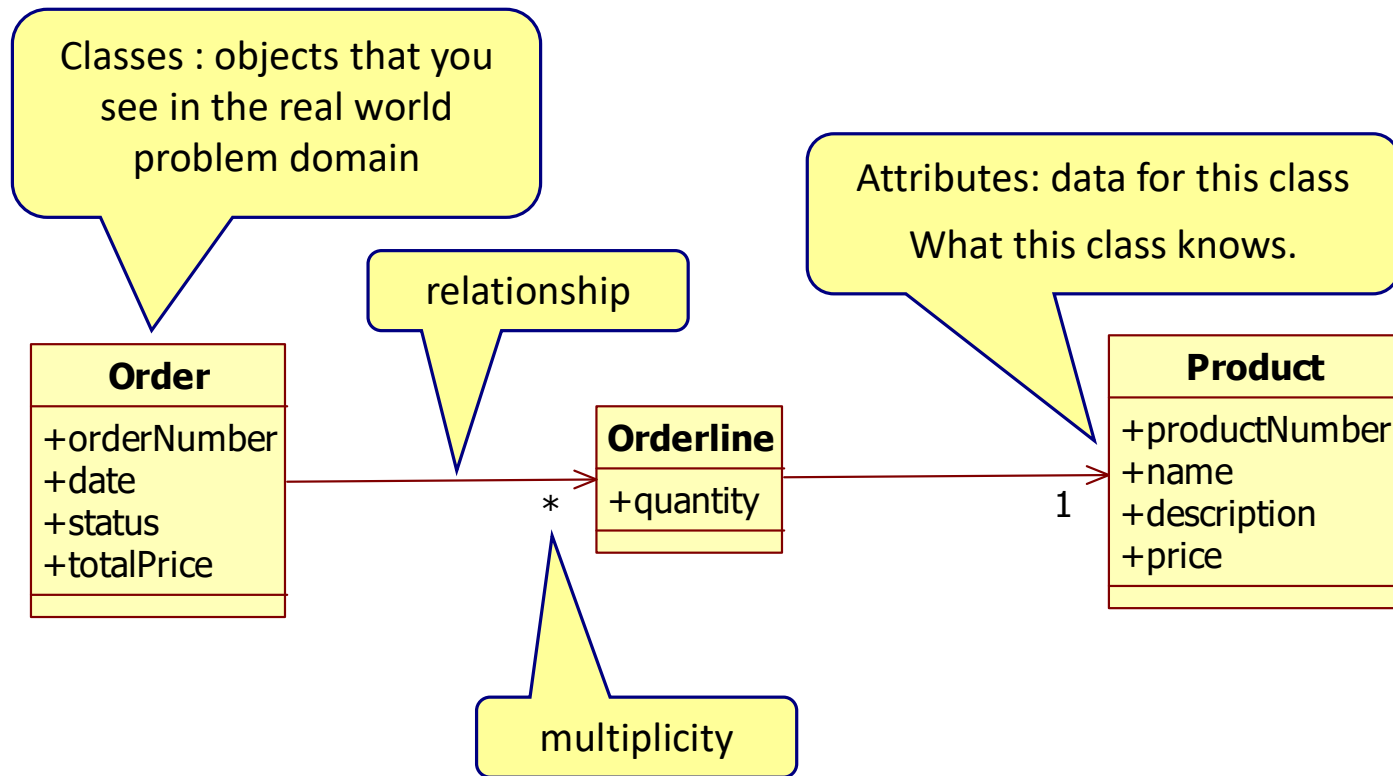 Classes : objects that you
see in the real world
problem domain
Attributes: data for this class
What this class knows.
relationship
Order
+orderNumber
+date
+status
+totalPrice
*
Orderline
+quantity
1
Product
+productNumber
+name
+description
+price
multiplicity